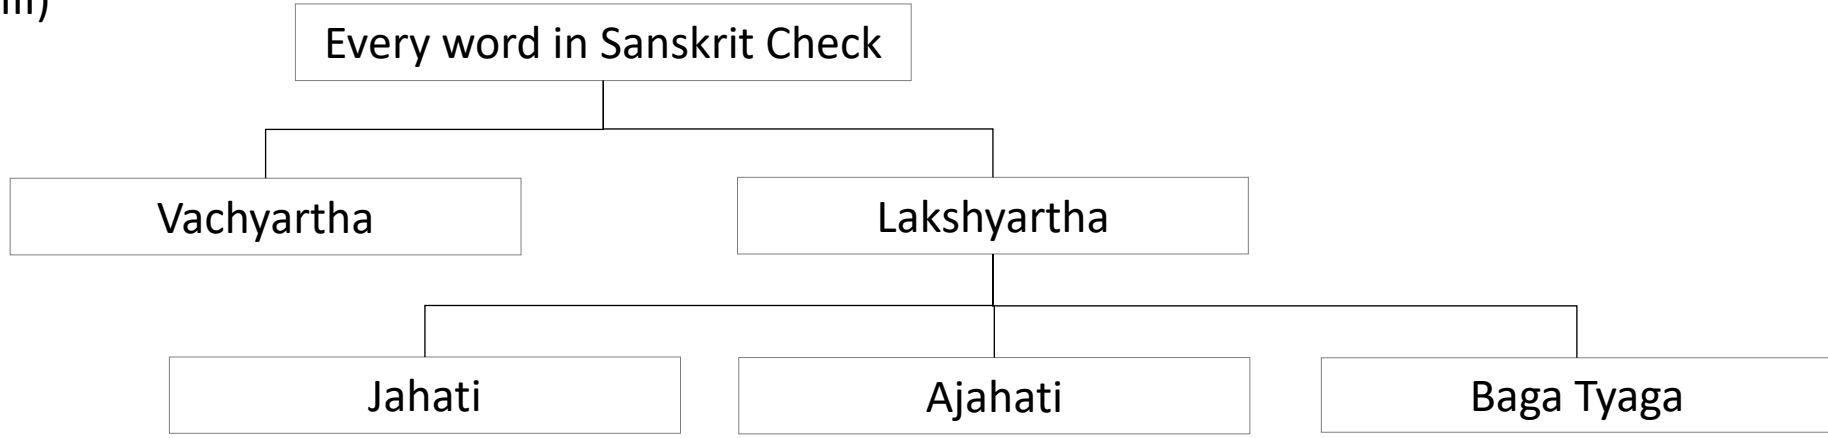 iii)
Every word in Sanskrit Check
Vachyartha
Lakshyartha
Jahati
Ajahati
Baga Tyaga